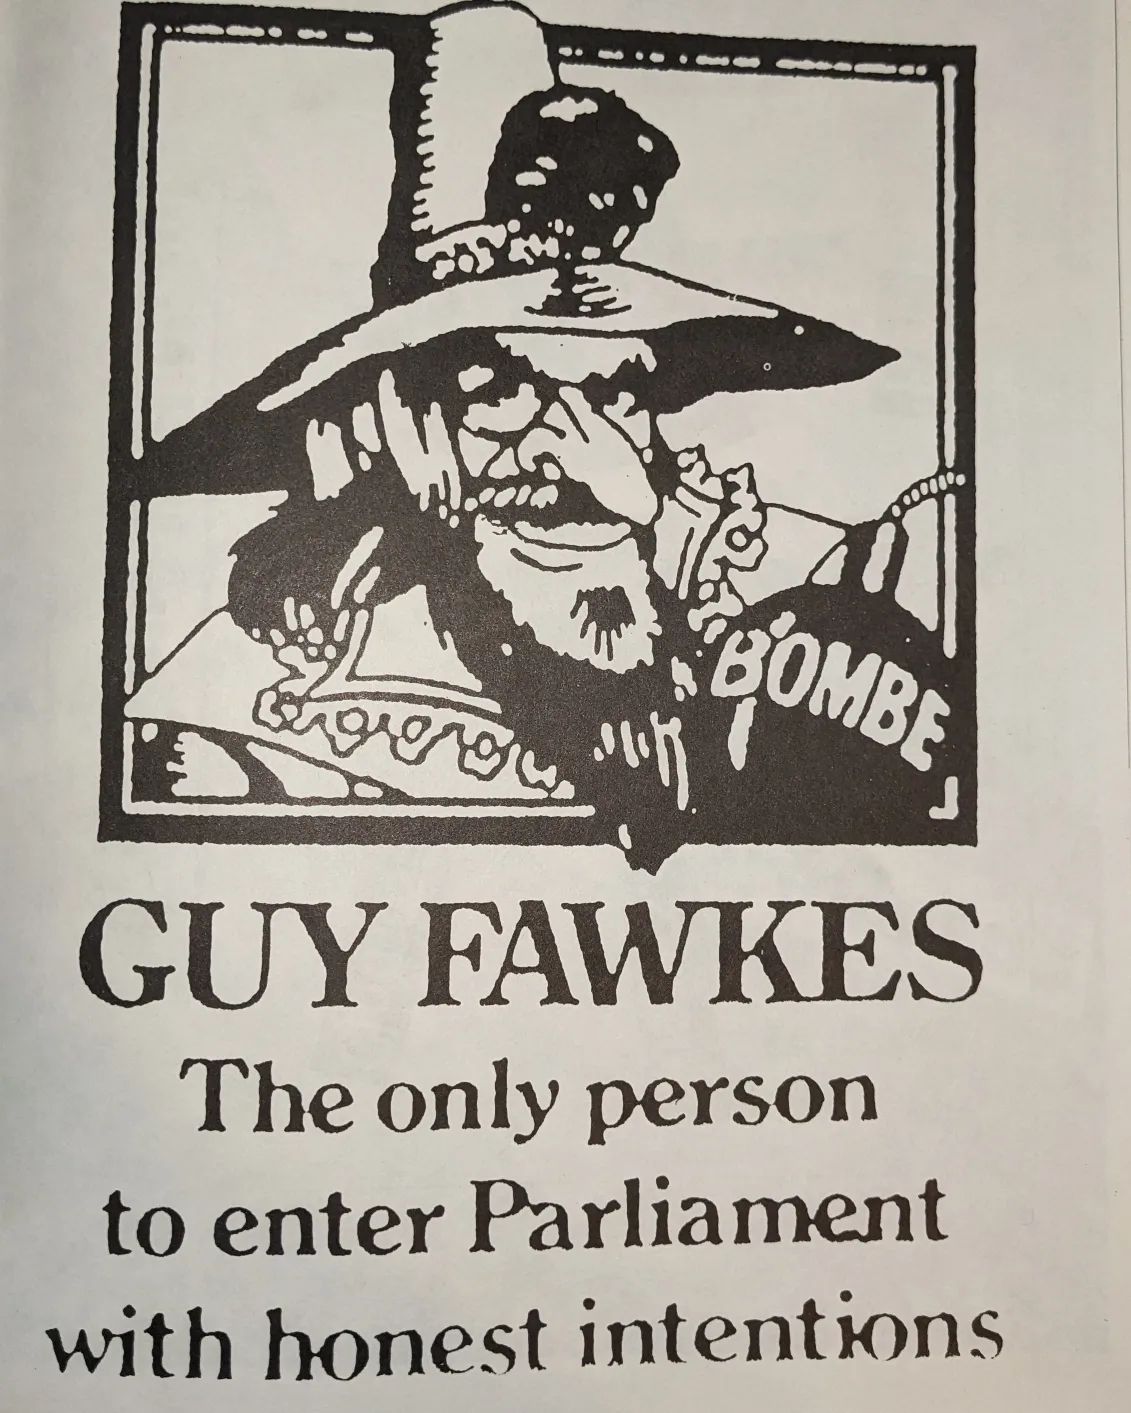 BOMBE
GUY FAWKES
The only person
to enter Parliament
with honest intentions